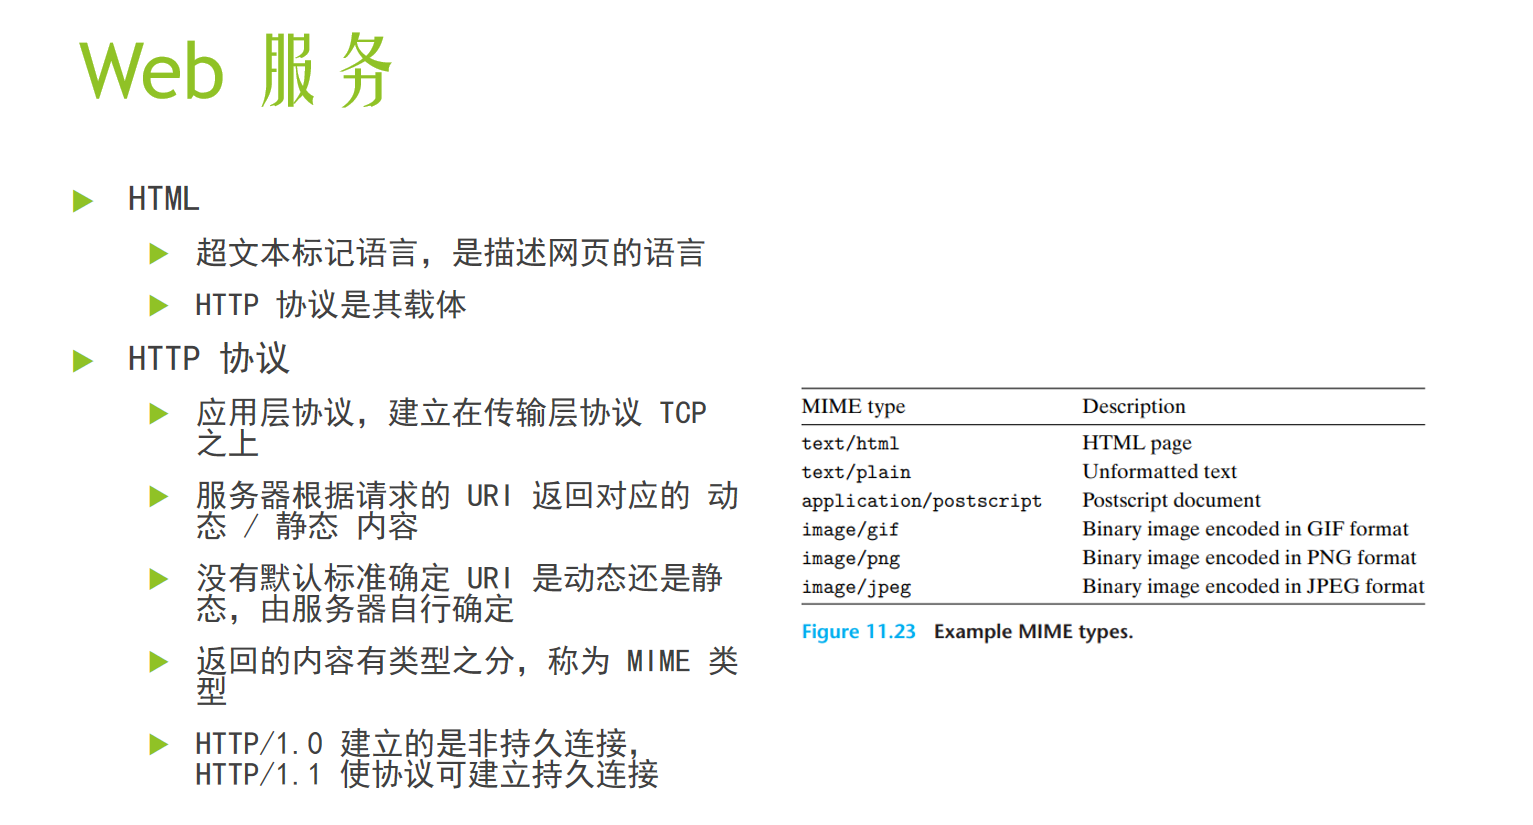 Web 服务
HTML
超文本标记语言，是描述网页的语言
HTTP 协议是其载体
HTTP 协议
应用层协议，建立在传输层协议 TCP
之上
服务器根据请求的 URI 返回对应的 动
态 / 静态 内容
没有默认标准确定 URI 是动态还是静
态，由服务器自行确定
返回的内容有类型之分，称为 MIME 类
型
HTTP/1.0 建立的是非持久连接，
HTTP/1.1 使协议可建立持久连接
MIME type Description
text/html HTML page
text/plain Unformatted text
application/postscript Postscript document
image/gif Binary image encoded in GIF format
image/png Binary image encoded in PNG format
image/jpeg Binary image encoded in JPEG format
Figure 11.23 Example MIME types.